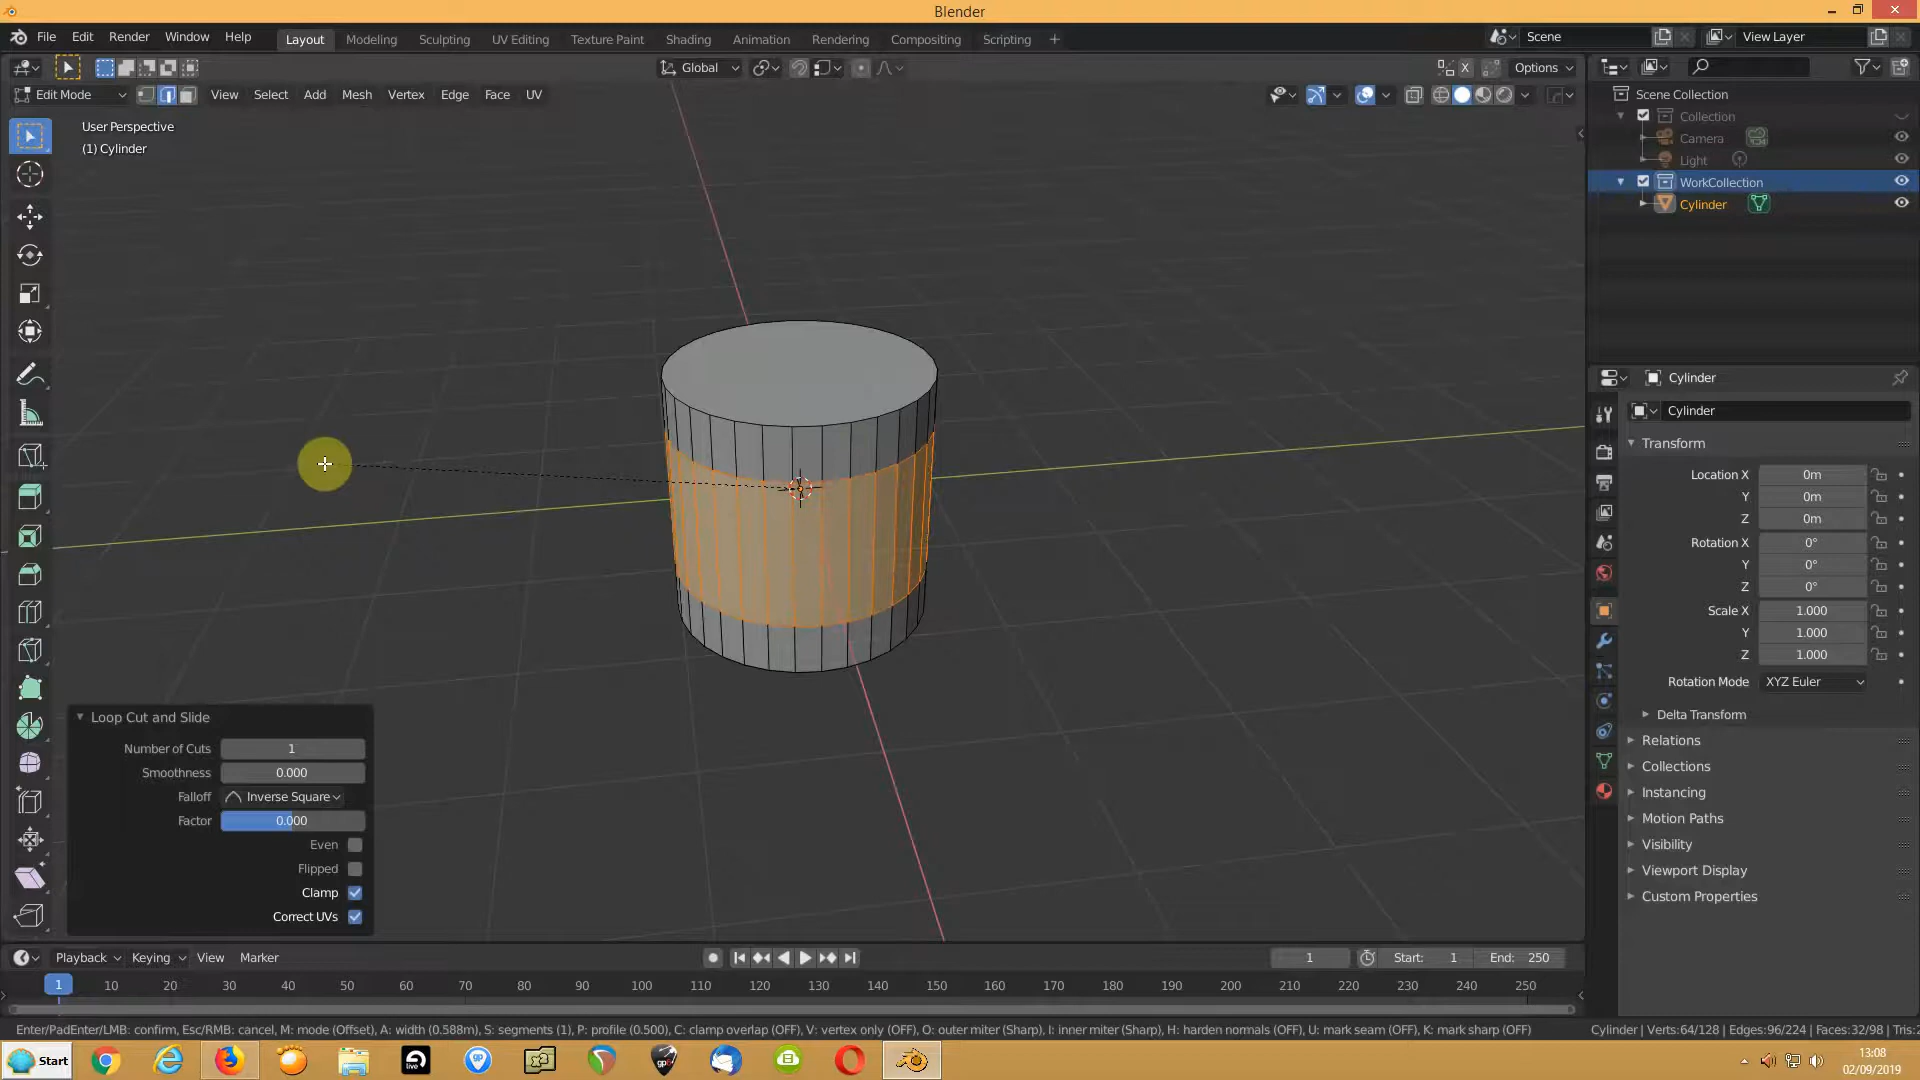 Blender
File Edit Render Window Help Layout Modeling Sculpting UV Editing Texture Paint Shading Animation Rendering Compositing Scripting + Scene View Layer
Global X Options
Edit Mode View Select Add Mesh Vertex Edge Face UV
User Perspective
(1) Cylinder
Scene Collection
Collection
Camera
Light
WorkCollection
Cylinder
Cylinder
Cylinder
Transform
Location X 0m
Y 0m
Z 0m
Rotation X 0°
Y 0°
Z 0°
Scale X 1.000
Y 1.000
Z 1.000
Rotation Mode XYZ Euler
Delta Transform
Relations
Collections
Instancing
Motion Paths
Visibility
Viewport Display
Custom Properties
Loop Cut and Slide
Number of Cuts 1
Smoothness 0.000
Falloff Inverse Square
Factor 0.000
Even
Flipped
Clamp
Correct UVs
Playback Keying View Marker 1 Start: 1 End: 250
1 10 20 30 40 50 60 70 80 90 100 110 120 130 140 150 160 170 180 190 200 210 220 230 240 250
Enter/PadEnter/LMB: confirm, Esc/RMB: cancel, M: mode (Offset), A: width (0.588m), S: segments (1), P: profile (0.500), C: clamp overlap (OFF), V: vertex only (OFF), O: outer miter (Sharp), I: inner miter (Sharp), H: harden normals (OFF), U: mark seam (OFF), K: mark sharp (OFF) Cylinder | Verts:64/128 | Edges:96/224 | Faces:32/98 | Tris:2
Start live gp
13:08
02/09/2019